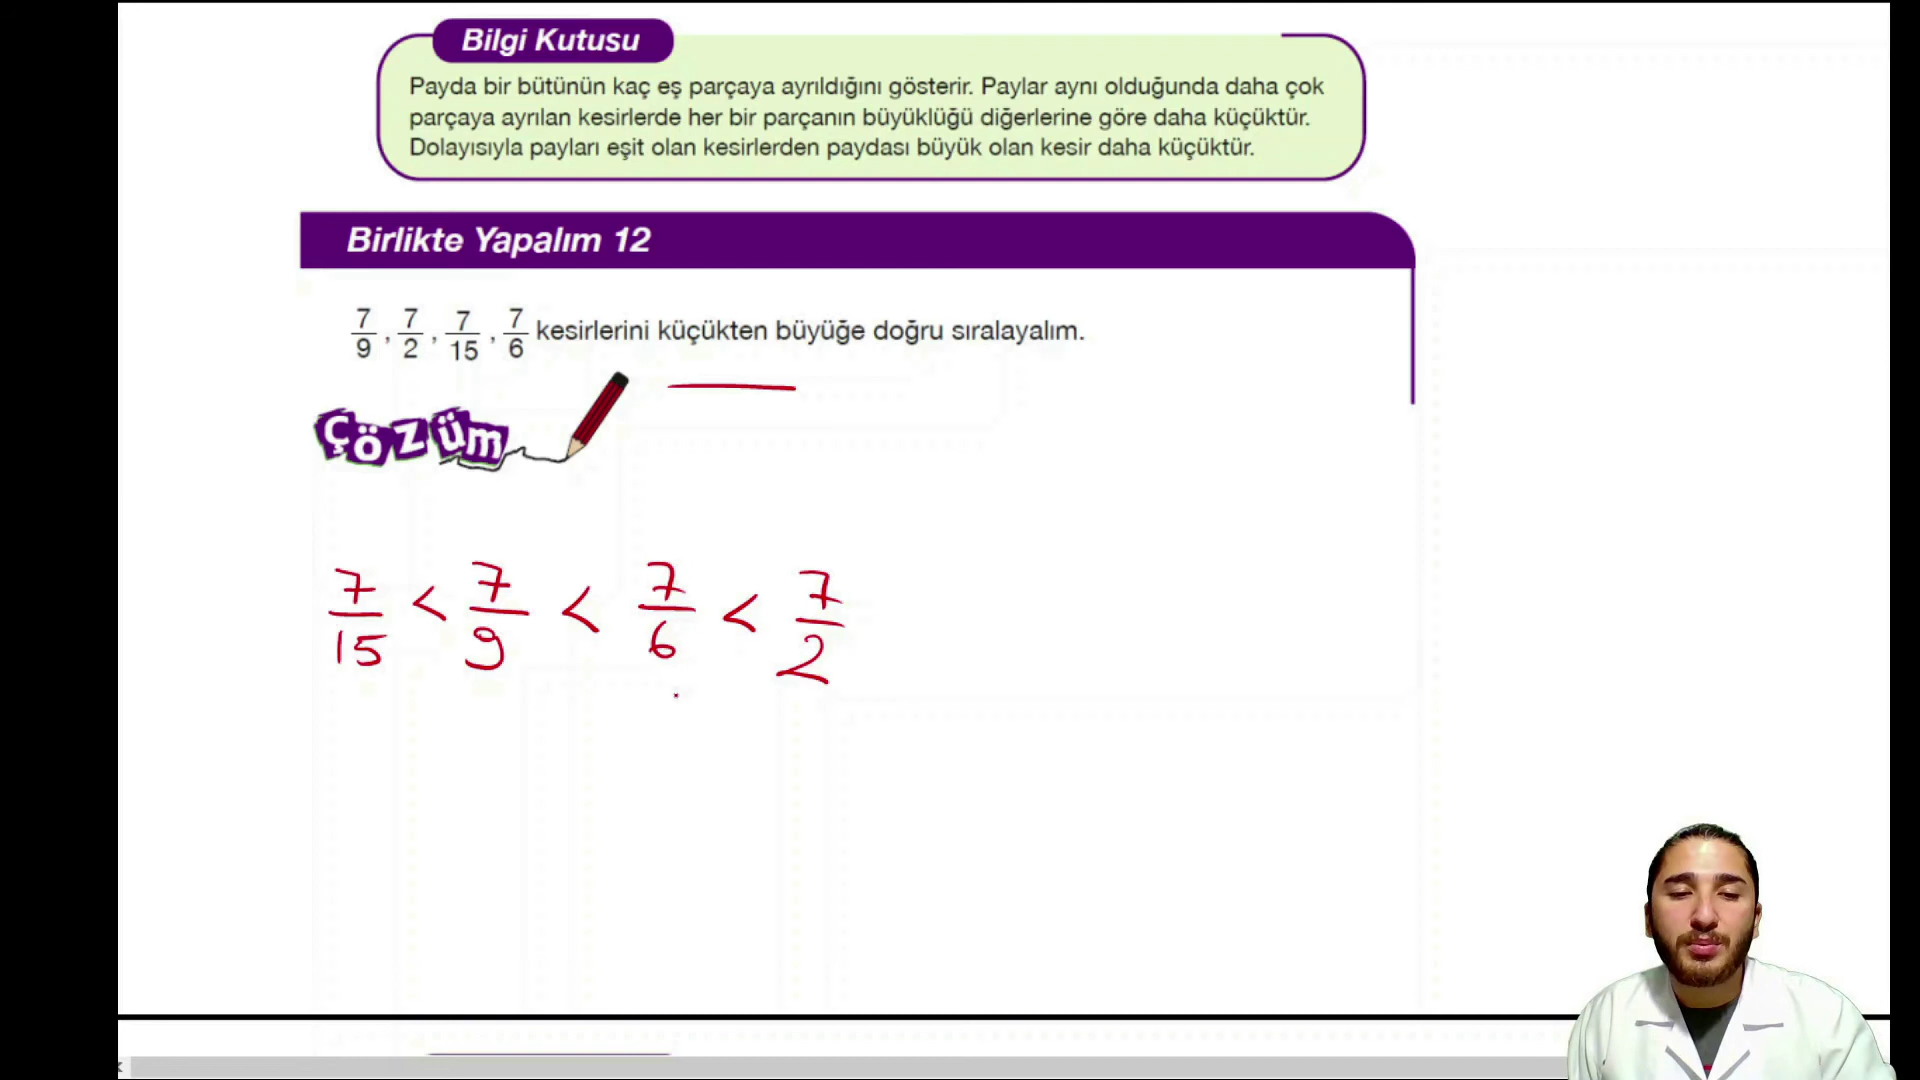 Bilgi Kutusu
Payda bir bütünün kaç eş parçaya ayrıldığını gösterir. Paylar aynı olduğunda daha çok
parçaya ayrılan kesirlerde her bir parçanın büyüklüğü diğerlerine göre daha küçüktür.
Dolayısıyla payları eşit olan kesirlerden paydası büyük olan kesir daha küçüktür.
Birlikte Yapalım 12
7/9 , 7/2 , 7/15 , 7/6 kesirlerini küçükten büyüğe doğru sıralayalım.
Çözüm
7/15 < 7/9 < 7/6 < 7/2